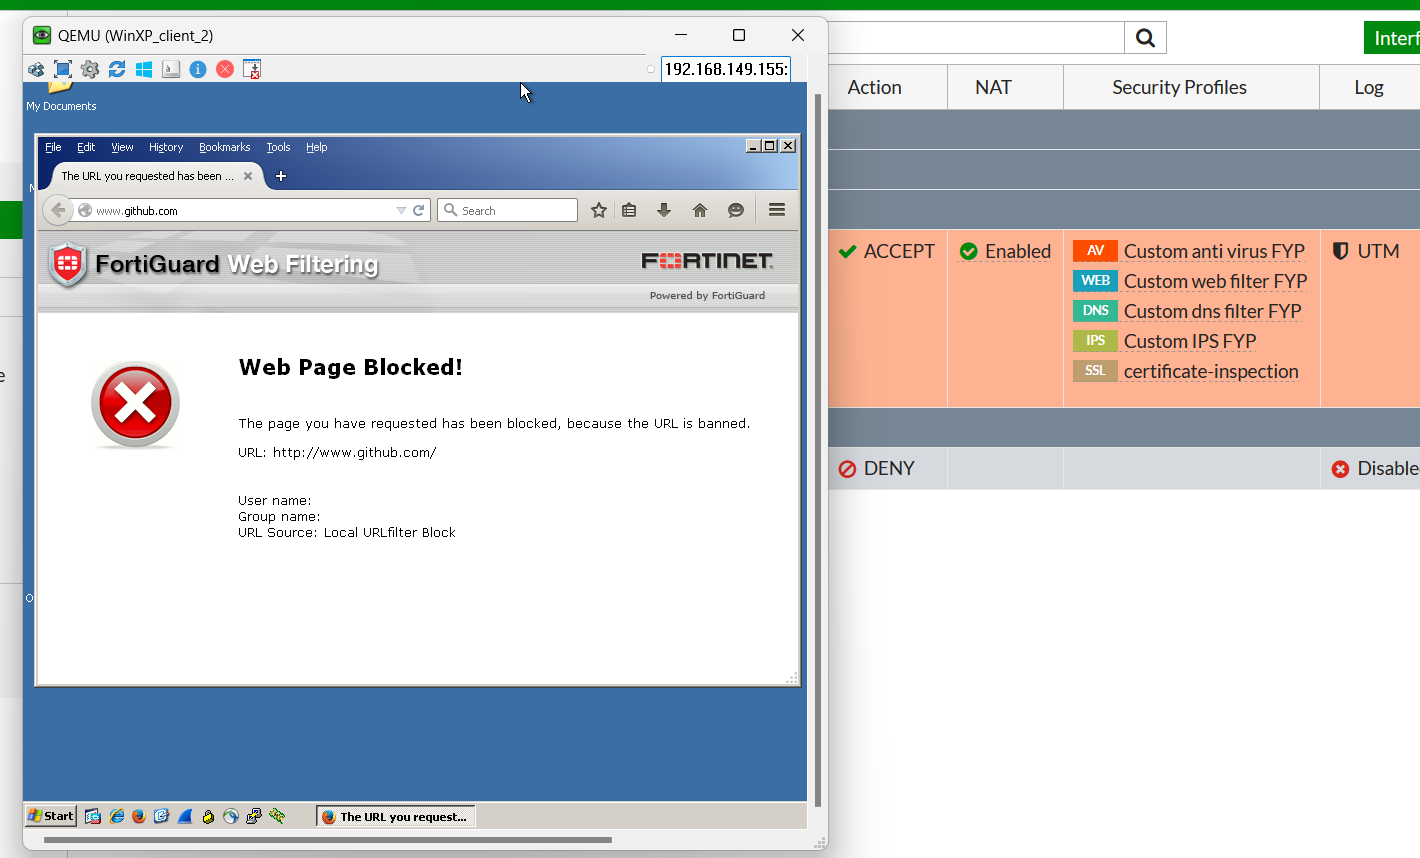 QEMU (WinXP_client_2)
192.168.149.155:
My Documents
File Edit View History Bookmarks Tools Help
The URL you requested has been ...
www.github.com
Search
FortiGuard Web Filtering
FORTINET
Powered by FortiGuard
Web Page Blocked!
The page you have requested has been blocked, because the URL is banned.
URL: http://www.github.com/
User name:
Group name:
URL Source: Local URLfilter Block
Start
The URL you request...
Interf
Action NAT Security Profiles Log
ACCEPT Enabled AV Custom anti virus FYP UTM
WEB Custom web filter FYP
DNS Custom dns filter FYP
IPS Custom IPS FYP
SSL certificate-inspection
DENY Disable